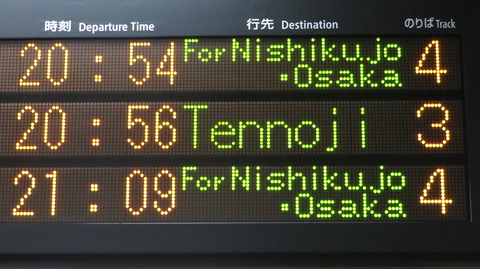 時刻 Departure Time 行先 Destination のりば Track
20:54 For Nishikujo ・Osaka 4
20:56 Tennoji 3
21:09 For Nishikujo ・Osaka 4